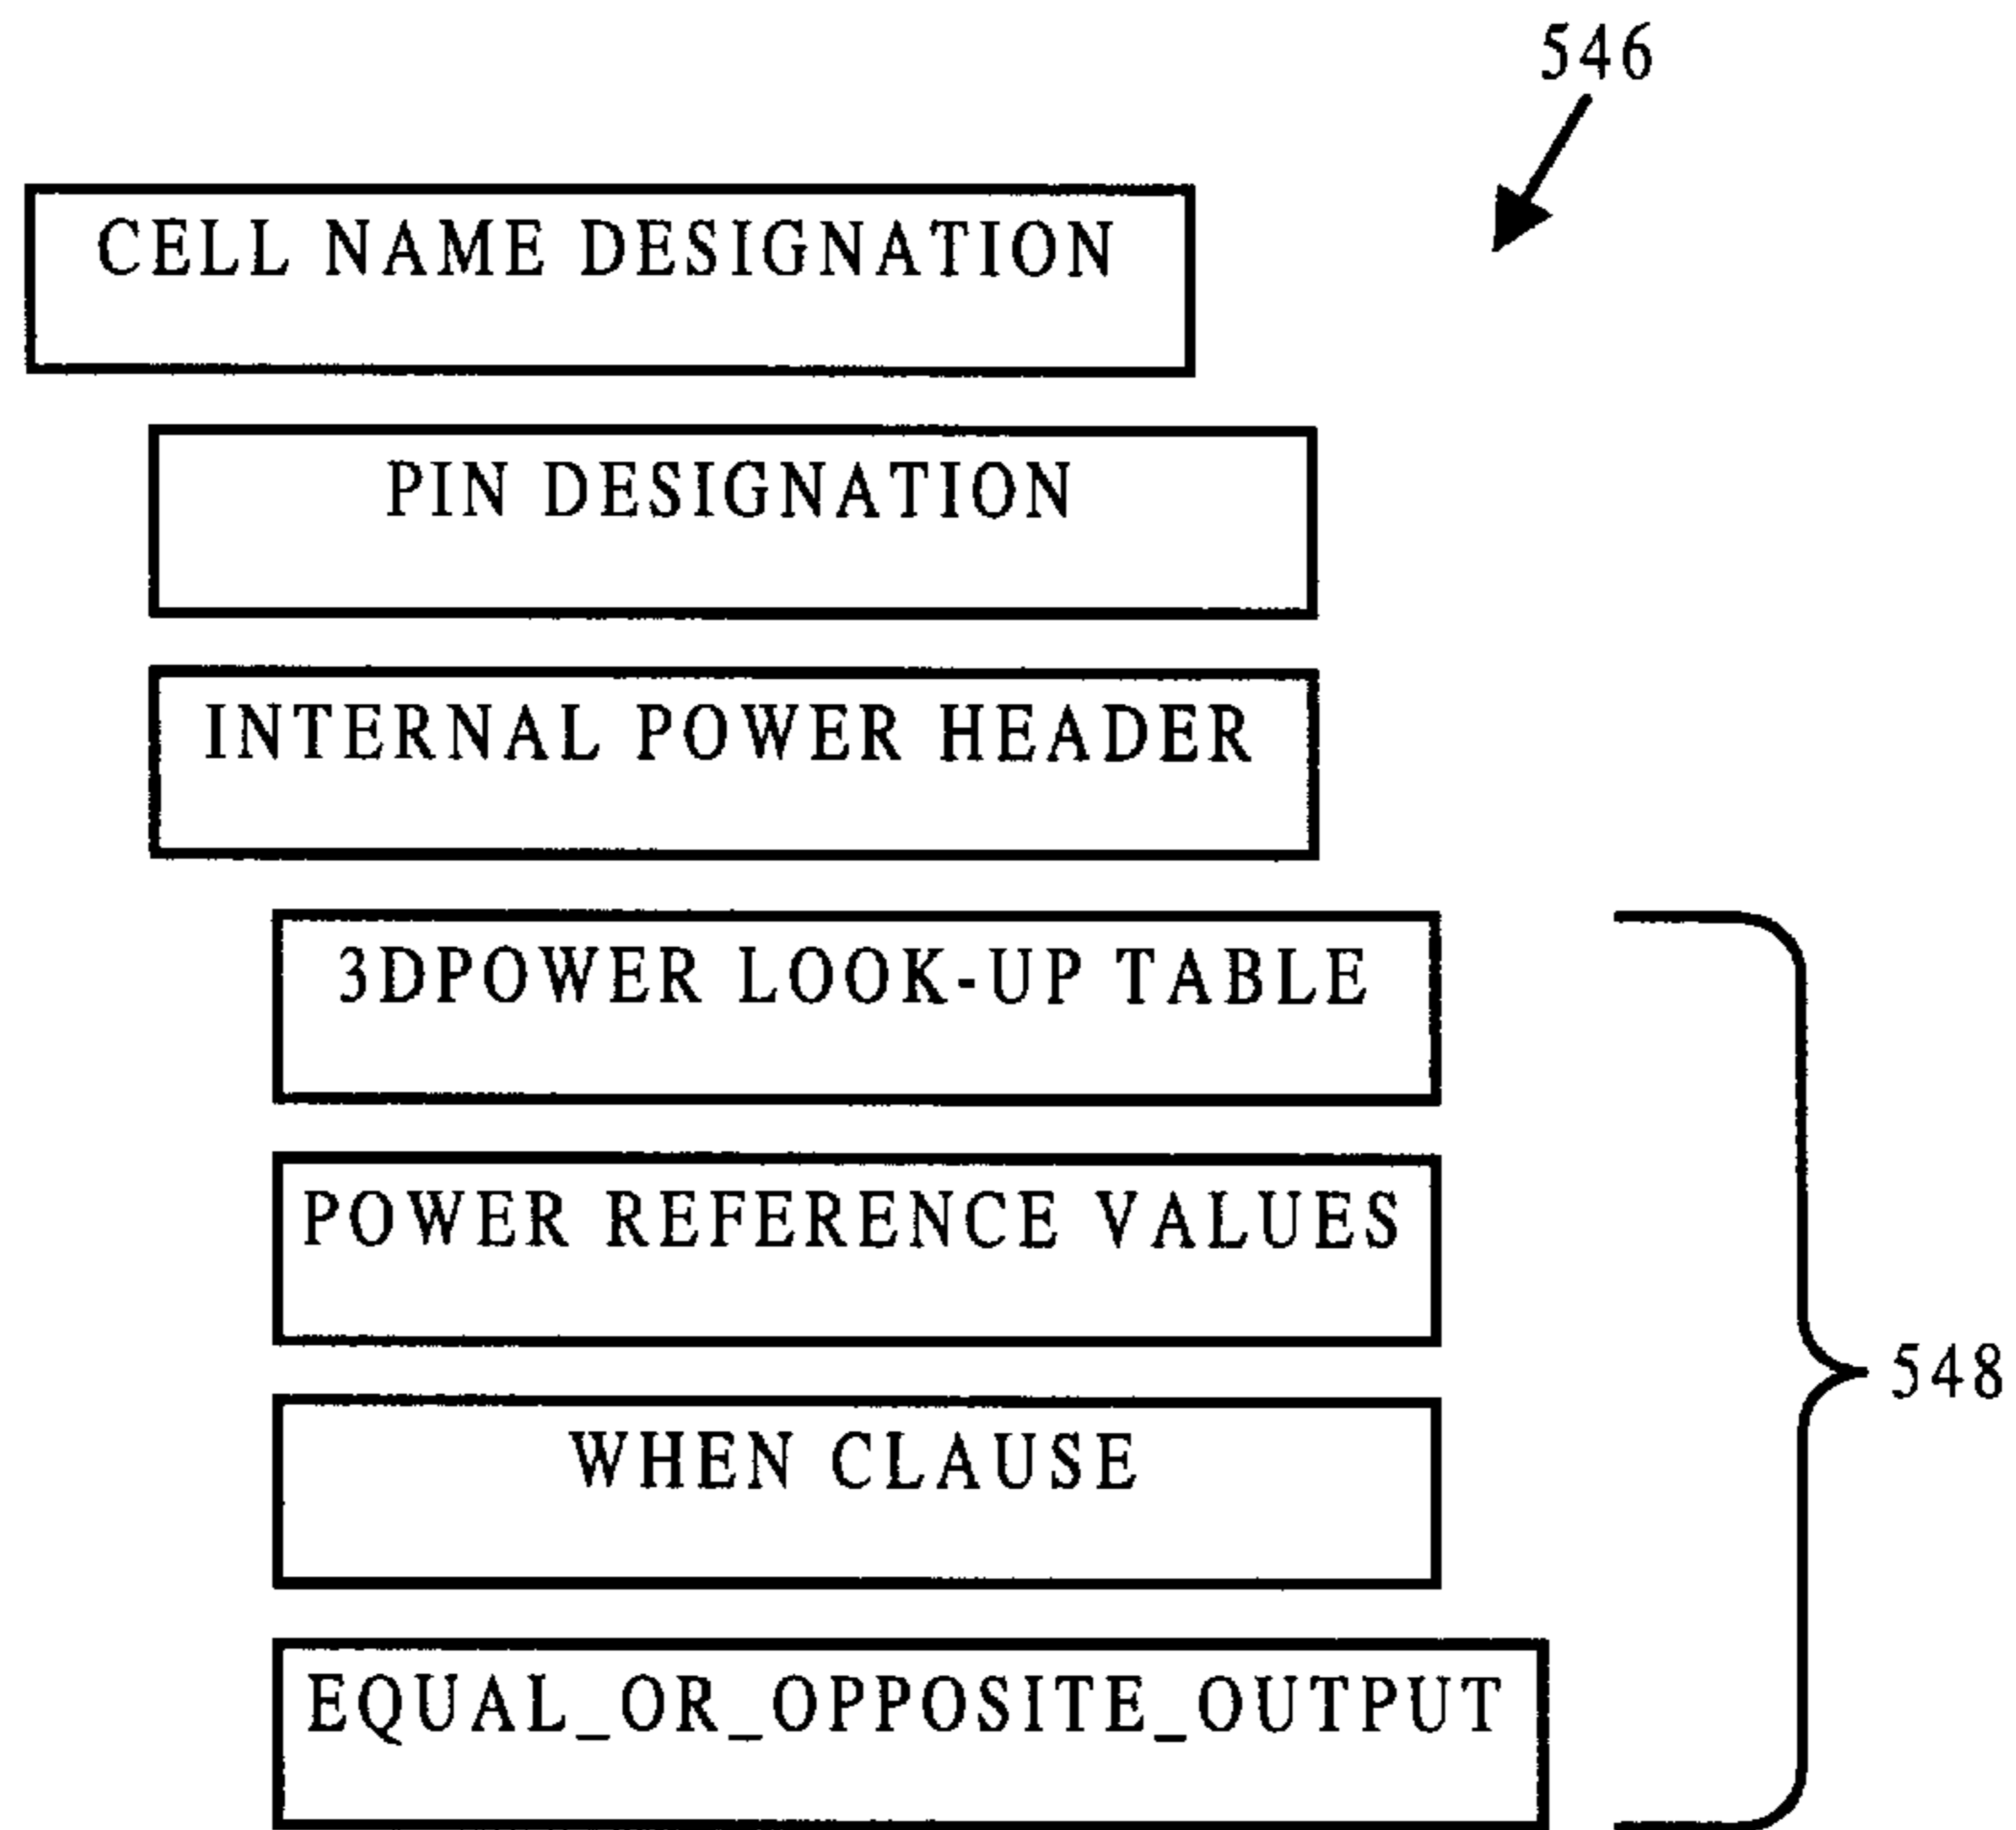 546
CELL NAME DESIGNATION
PIN DESIGNATION
INTERNAL POWER HEADER
3DPOWER LOOK-UP TABLE
POWER REFERENCE VALUES
WHEN CLAUSE
548
EQUAL_OR_OPPOSITE_OUTPUT